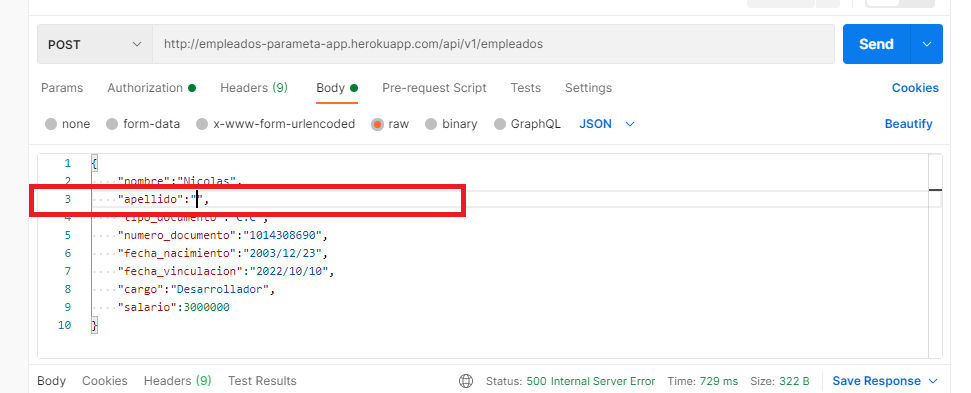 POST http://empleados-parameta-app.herokuapp.com/api/v1/empleados Send
Params Authorization Headers (9) Body Pre-request Script Tests Settings Cookies
none form-data x-www-form-urlencoded raw binary GraphQL JSON Beautify
1 {
2 "nombre":"Nicolas",
3 "apellido":"",
4 "tipo_documento":"C.C",
5 "numero_documento":"1014308690",
6 "fecha_nacimiento":"2003/12/23",
7 "fecha_vinculacion":"2022/10/10",
8 "cargo":"Desarrollador",
9 "salario":3000000
10 }
Body Cookies Headers (9) Test Results Status: 500 Internal Server Error Time: 729 ms Size: 322 B Save Response